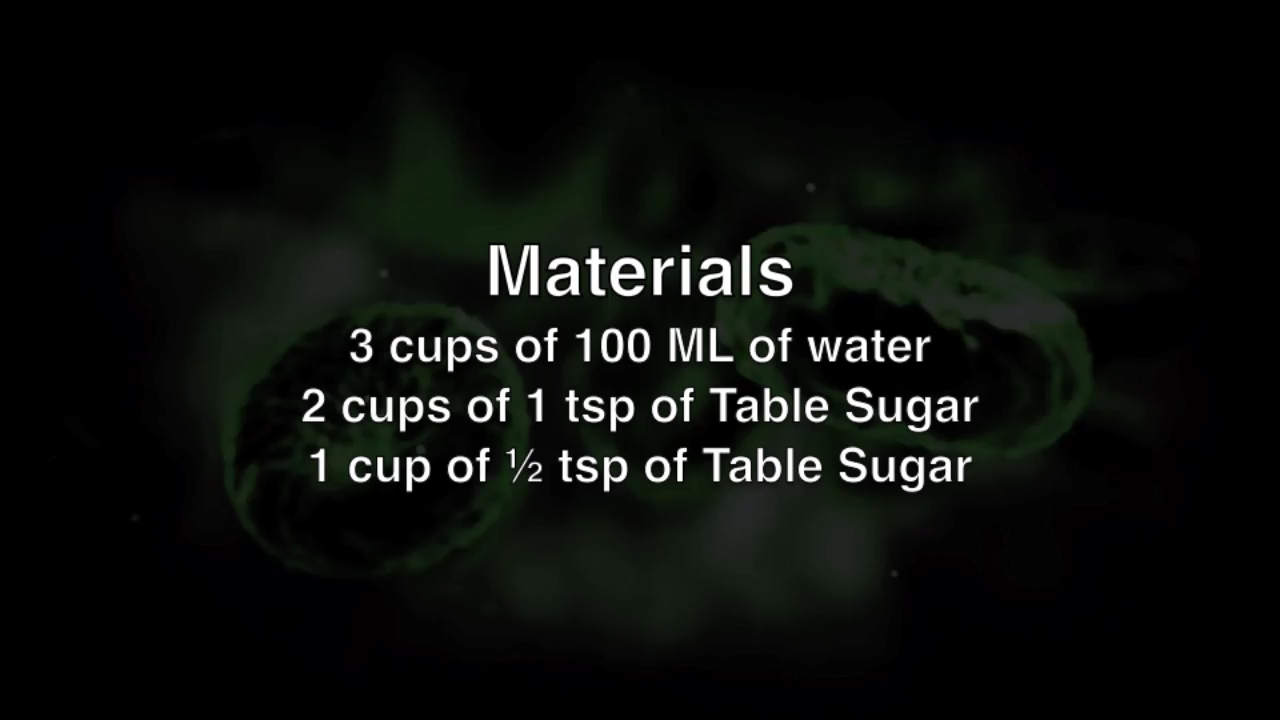 Materials
3 cups of 100 ML of water
2 cups of 1 tsp of Table Sugar
1 cup of ½ tsp of Table Sugar